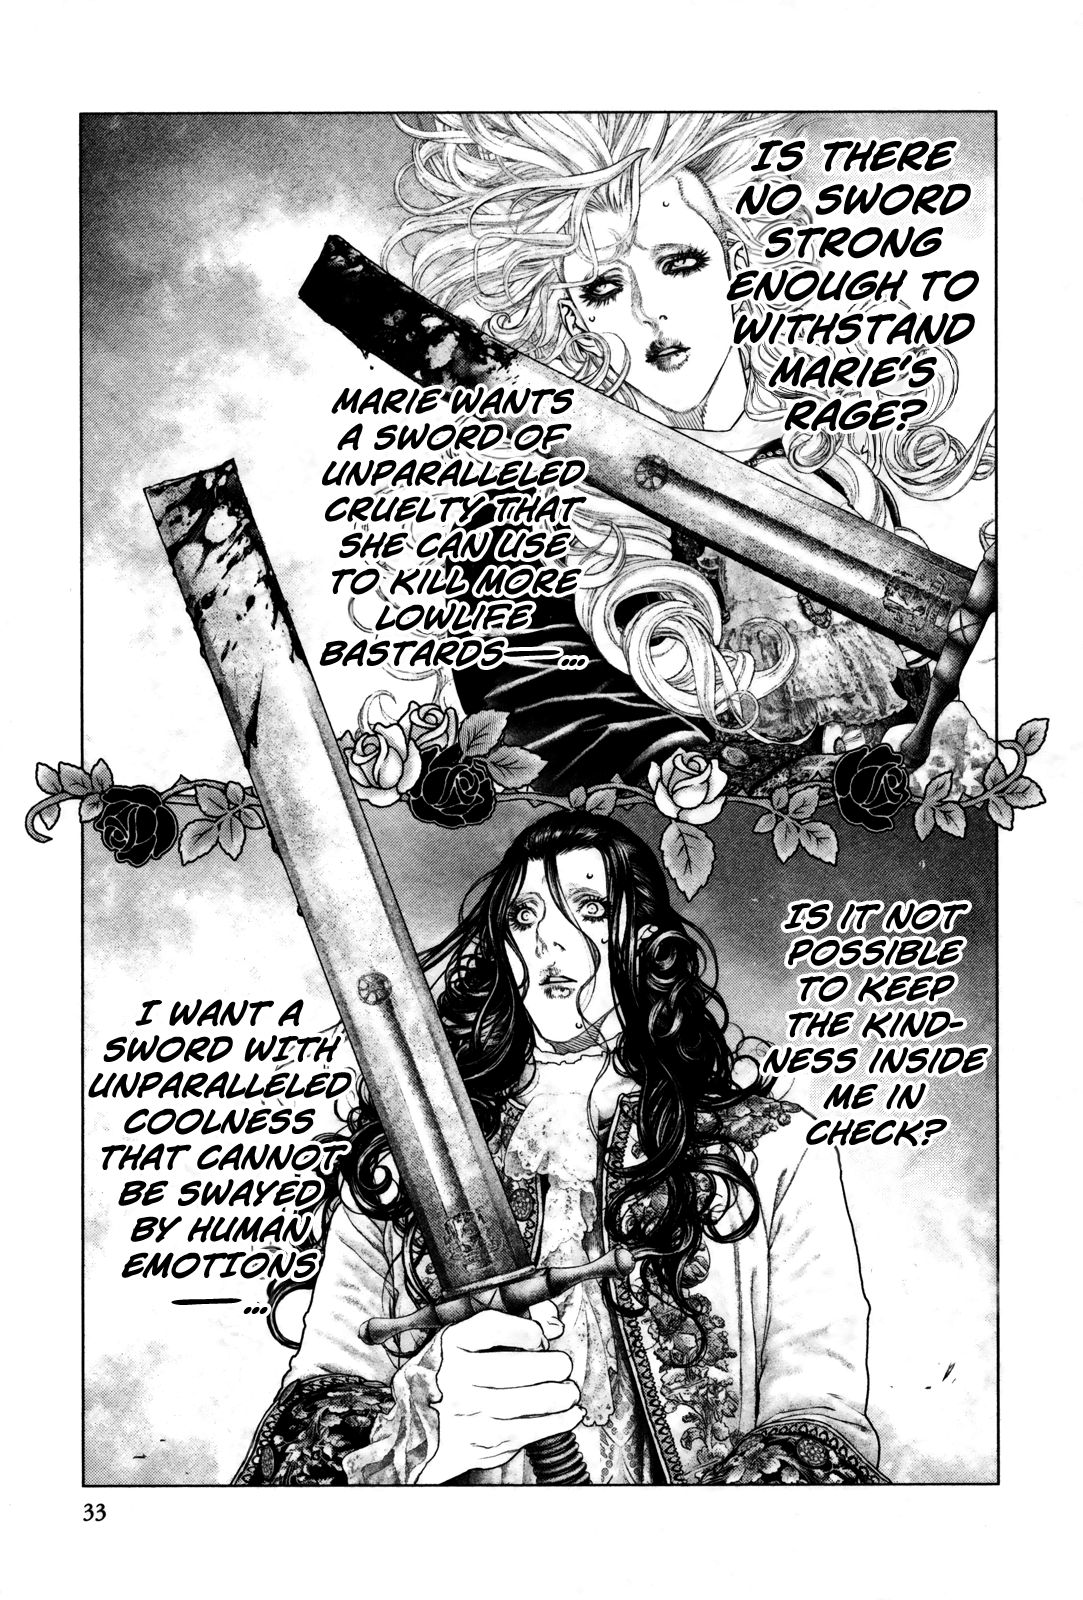 IS THERE
NO SWORD
STRONG
ENOUGH TO
WITHSTAND
MARIE'S
RAGE?
MARIE WANTS
A SWORD OF
UNPARALLELED
CRUELTY THAT
SHE CAN USE
TO KILL MORE
LOWLIFE
BASTARDS——...
IS IT NOT
POSSIBLE
TO KEEP
THE KIND-
NESS INSIDE
ME IN
CHECK?
I WANT A
SWORD WITH
UNPARALLELED
COOLNESS
THAT CANNOT
BE SWAYED
BY HUMAN
EMOTIONS
——...
33